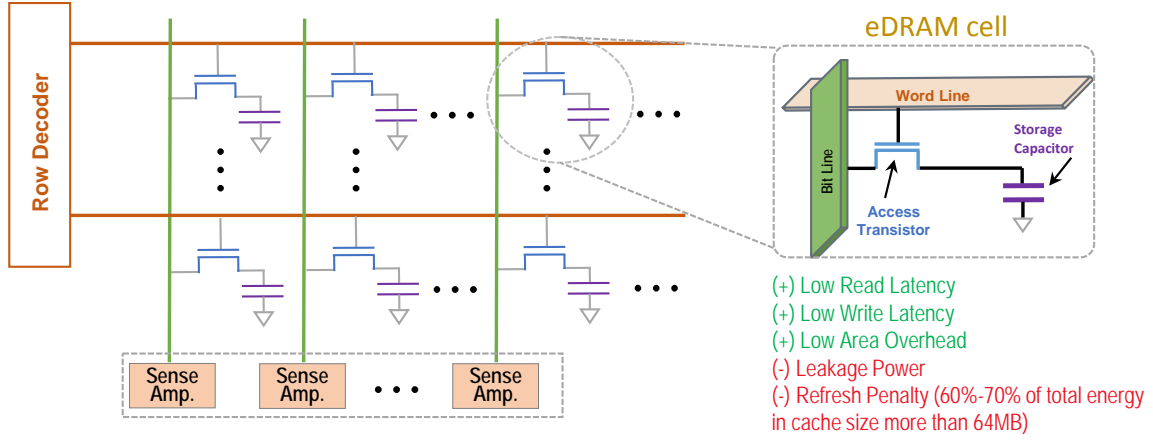 Row Decoder
Sense
Amp.
Sense
Amp.
Sense
Amp.
eDRAM cell
Word Line
Bit Line
Storage
Capacitor
Access
Transistor
(+) Low Read Latency
(+) Low Write Latency
(+) Low Area Overhead
(-) Leakage Power
(-) Refresh Penalty (60%-70% of total energy
in cache size more than 64MB)